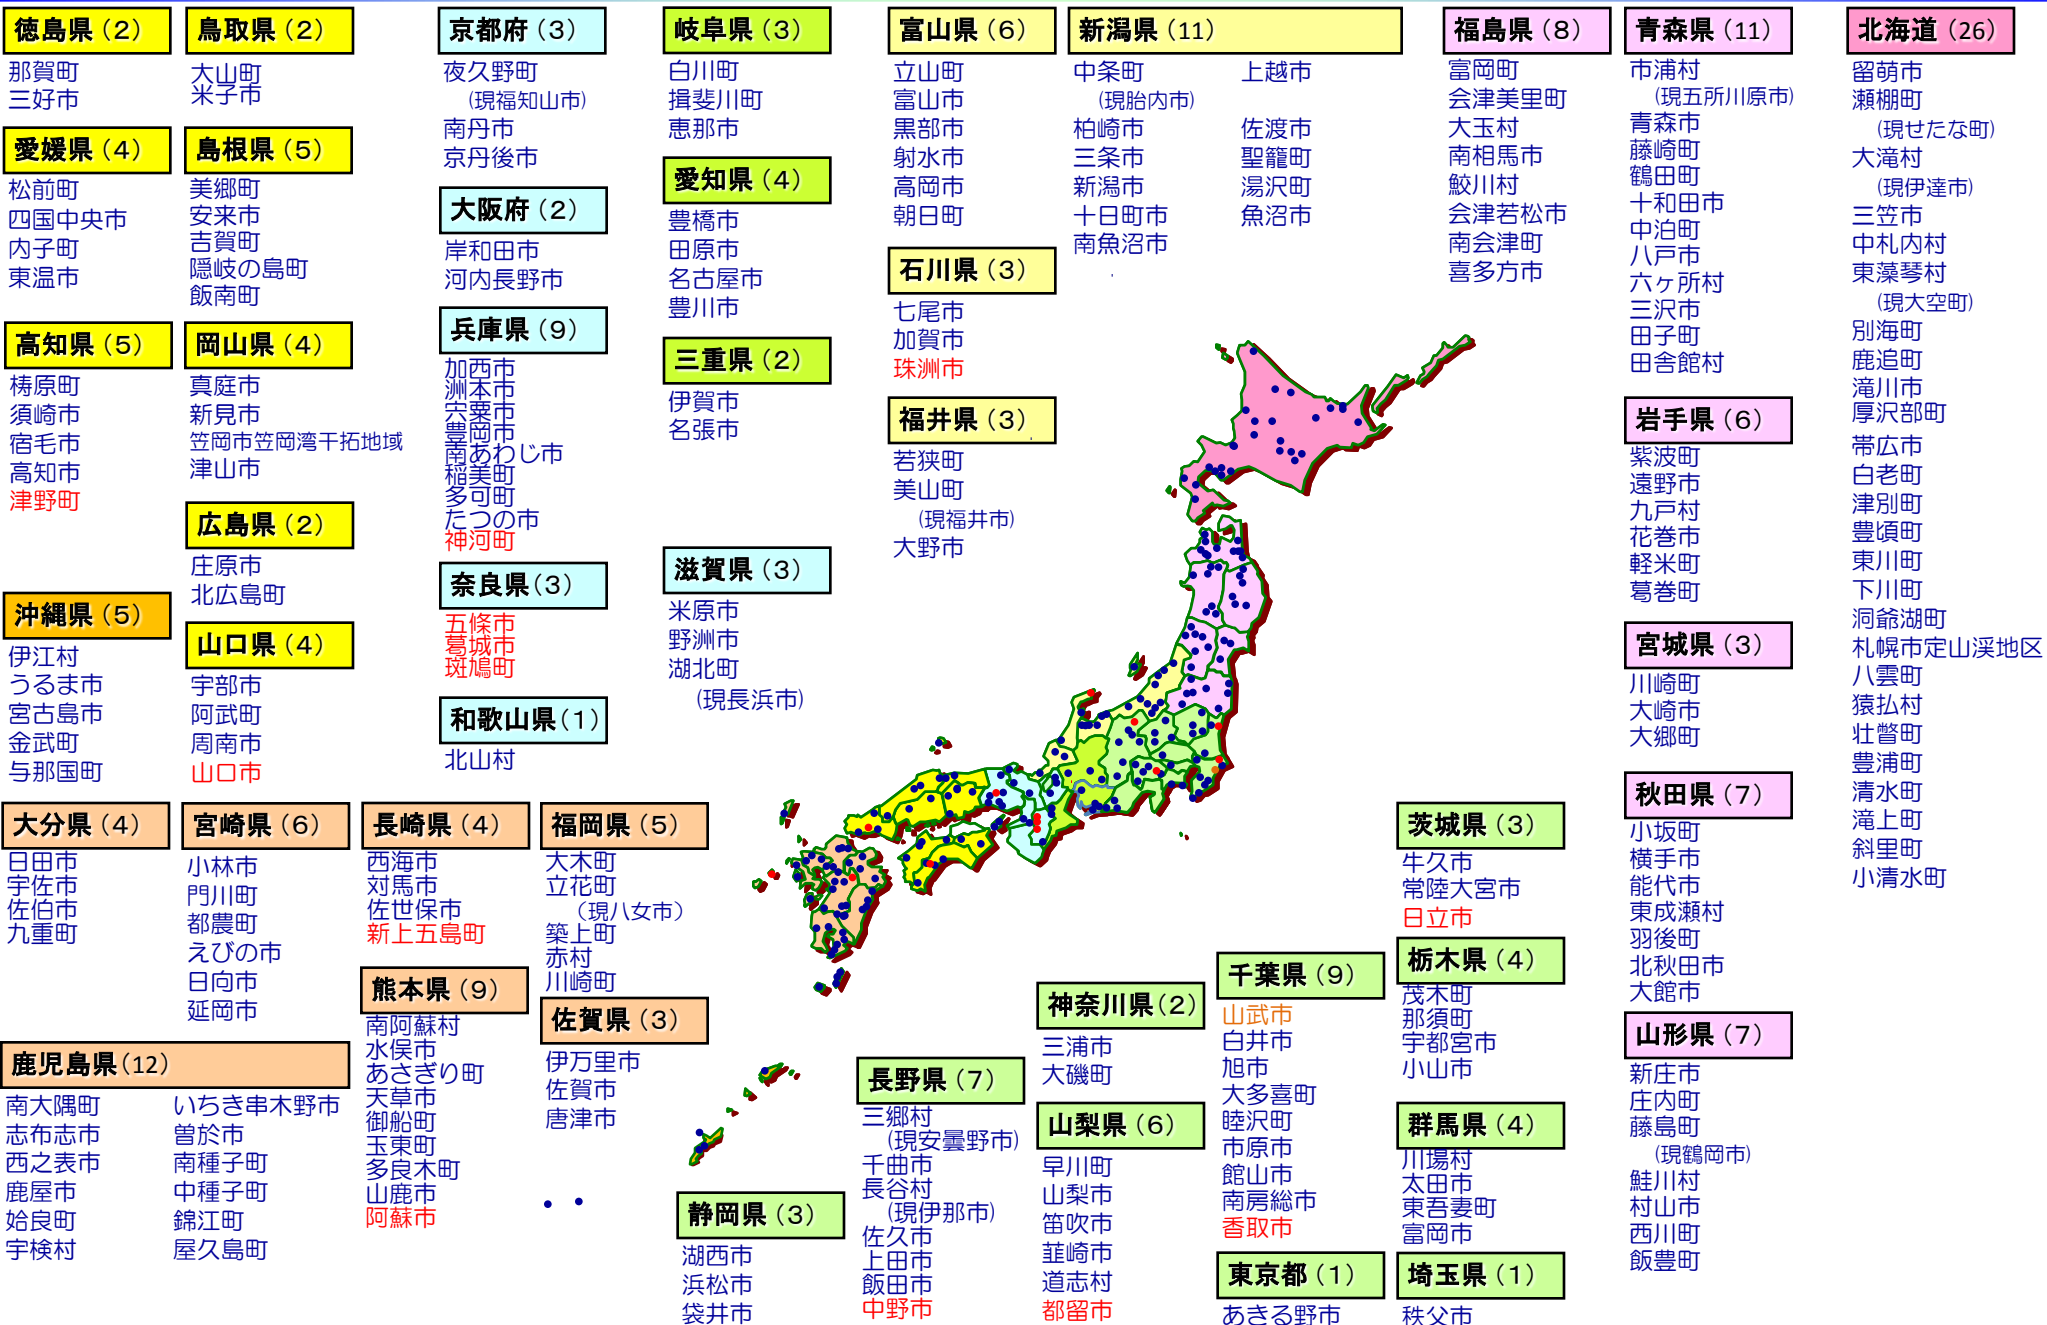 徳島県（2）
那賀町
三好市
愛媛県（4）
松前町
四国中央市
内子町
東温市
高知県（5）
梼原町
須崎市
宿毛市
高知市
津野町
沖縄県（5）
伊江村
うるま市
宮古島市
金武町
与那国町
鳥取県（2）
大山町
米子市
島根県（5）
美郷町
安来市
吉賀町
隠岐の島町
飯南町
岡山県（4）
真庭市
新見市
笠岡市笠岡湾干拓地域
津山市
広島県（2）
庄原市
北広島町
山口県（4）
宇部市
阿武町
周南市
山口市
京都府（3）
夜久野町
（現福知山市）
南丹市
京丹後市
大阪府（2）
岸和田市
河内長野市
兵庫県（9）
加西市
洲本市
宍粟市
豊岡市
南あわじ市
稲美町
多可町
たつの市
神河町
奈良県（3）
五條市
葛城市
斑鳩町
和歌山県（1）
北山村
岐阜県（3）
白川町
揖斐川町
恵那市
愛知県（4）
豊橋市
田原市
名古屋市
豊川市
三重県（2）
伊賀市
名張市
滋賀県（3）
米原市
野洲市
湖北町
（現長浜市）
富山県（6）
立山町
富山市
黒部市
射水市
高岡市
朝日町
石川県（3）
七尾市
加賀市
珠洲市
福井県（3）
若狭町
美山町
（現福井市）
大野市
新潟県（11）
中条町
（現胎内市）
柏崎市
三条市
新潟市
十日町市
南魚沼市
上越市
佐渡市
聖籠町
湯沢町
魚沼市
福島県（8）
富岡町
会津美里町
大玉村
南相馬市
鮫川村
会津若松市
南会津町
喜多方市
青森県（11）
市浦村
（現五所川原市）
青森市
藤崎町
鶴田町
十和田市
中泊町
八戸市
六ヶ所村
三沢市
田子町
田舎館村
岩手県（6）
紫波町
遠野市
九戸村
花巻市
軽米町
葛巻町
宮城県（3）
川崎町
大崎市
大郷町
秋田県（7）
小坂町
横手市
能代市
東成瀬村
羽後町
北秋田市
大館市
山形県（7）
新庄市
庄内町
藤島町
（現鶴岡市）
鮭川村
村山市
西川町
飯豊町
北海道（26）
留萌市
瀬棚町
（現せたな町）
大滝村
（現伊達市）
三笠市
中札内村
東藻琴村
（現大空町）
別海町
鹿追町
滝川市
厚沢部町
帯広市
白老町
津別町
豊頃町
東川町
下川町
洞爺湖町
札幌市定山渓地区
八雲町
猿払村
壮瞥町
豊浦町
清水町
滝上町
斜里町
小清水町
大分県（4）
日田市
宇佐市
佐伯市
九重町
宮崎県（6）
小林市
門川町
都農町
えびの市
日向市
延岡市
長崎県（4）
西海市
対馬市
佐世保市
新上五島町
福岡県（5）
大木町
立花町
（現八女市）
築上町
赤村
川崎町
熊本県（9）
南阿蘇村
水俣市
あさぎり町
天草市
御船町
玉東町
多良木町
山鹿市
阿蘇市
佐賀県（3）
伊万里市
佐賀市
唐津市
鹿児島県（12）
南大隅町
志布志市
西之表市
鹿屋市
姶良町
宇検村
いちき串木野市
曽於市
南種子町
中種子町
錦江町
屋久島町
静岡県（3）
湖西市
浜松市
袋井市
長野県（7）
三郷村
（現安曇野市）
千曲市
長谷村
（現伊那市）
佐久市
上田市
飯田市
中野市
神奈川県（2）
三浦市
大磯町
山梨県（6）
早川町
山梨市
笛吹市
韮崎市
道志村
都留市
千葉県（9）
山武市
白井市
旭市
大多喜町
睦沢町
市原市
館山市
南房総市
香取市
東京都（1）
あきる野市
茨城県（3）
牛久市
常陸大宮市
日立市
栃木県（4）
茂木町
那須町
宇都宮市
小山市
群馬県（4）
川場村
太田市
東吾妻町
富岡市
埼玉県（1）
秩父市